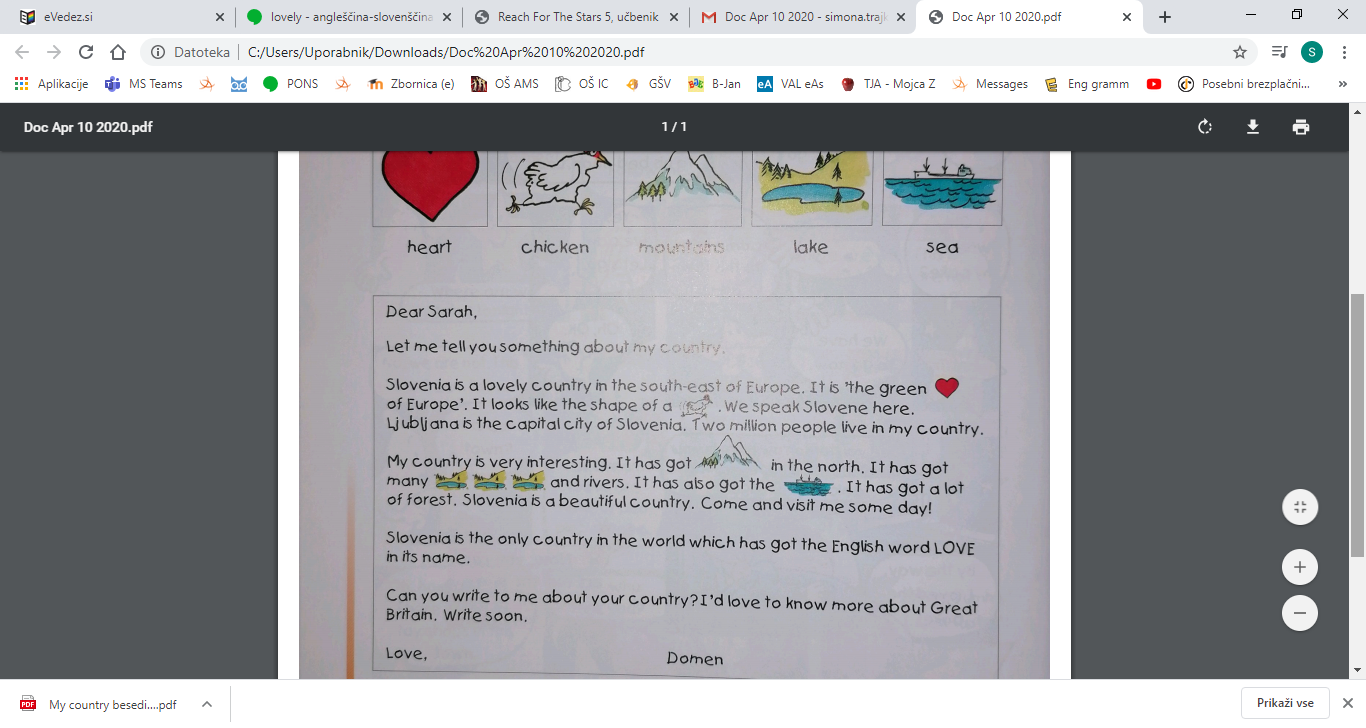 eVedez.si
lovely - angleščina-slovenščina
Reach For The Stars 5, učbenik
Doc Apr 10 2020 - simona.trajk
Doc Apr 10 2020.pdf
Datoteka C:/Users/Uporabnik/Downloads/Doc%20Apr%2010%202020.pdf
S
Aplikacije MS Teams PONS Zbornica (e) OŠ AMS OŠ IC GŠV B-Jan eA VAL eAs TJA - Mojca Z Messages Eng gramm Posebni brezplačni...
Doc Apr 10 2020.pdf 1 / 1
heart chicken mountains lake sea
Dear Sarah,
Let me tell you something about my country.
Slovenia is a lovely country in the south-east of Europe. It is 'the green
of Europe'. It looks like the shape of a . We speak Slovene here.
Ljubljana is the capital city of Slovenia. Two million people live in my country.
My country is very interesting. It has got in the north. It has got
many and rivers. It has also got the . It has got a lot
of forest. Slovenia is a beautiful country. Come and visit me some day!
Slovenia is the only country in the world which has got the English word LOVE
in its name.
Can you write to me about your country? I'd love to know more about Great
Britain. Write soon.
Love, Domen
PDF My country besedi....pdf
Prikaži vse